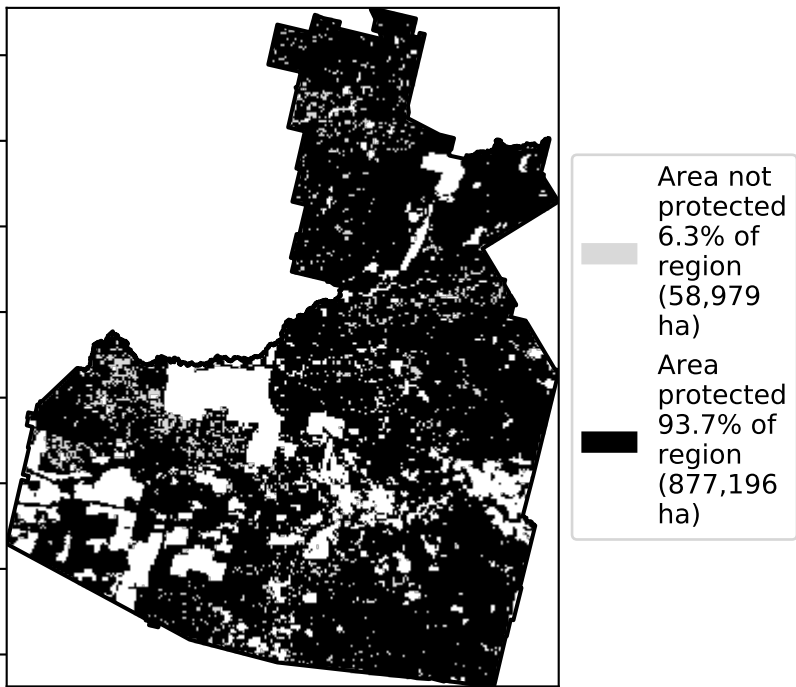 Area not
protected
6.3% of
region
(58,979
ha)
Area
protected
93.7% of
region
(877,196
ha)